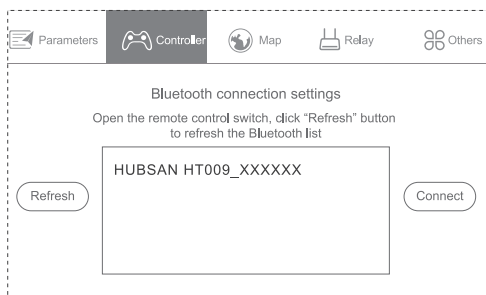 Parameters Controller Map Relay Others
Bluetooth connection settings
Open the remote control switch, click “Refresh” button
to refresh the Bluetooth list
HUBSAN HT009_XXXXXX
Refresh Connect